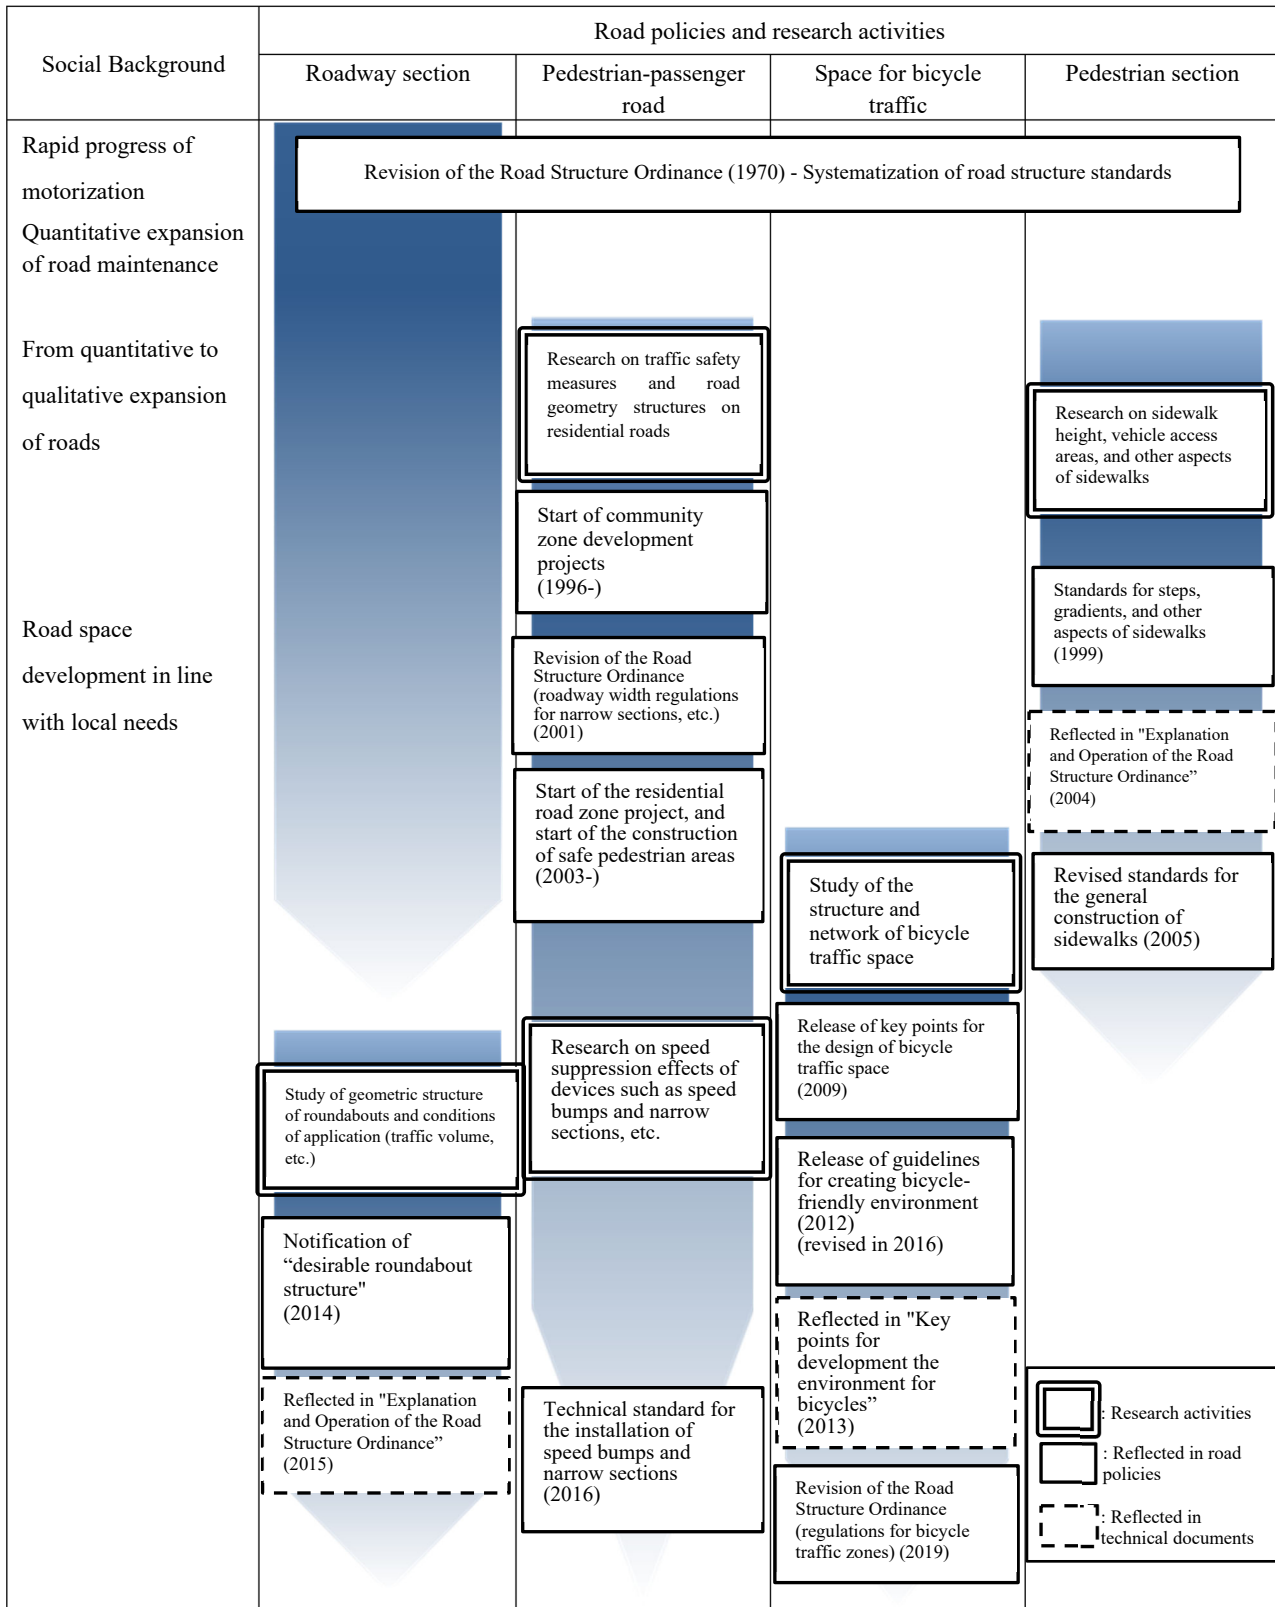 Social Background
Road policies and research activities
Roadway section
Pedestrian-passenger
road
Space for bicycle
traffic
Pedestrian section
Rapid progress of
motorization
Quantitative expansion
of road maintenance
From quantitative to
qualitative expansion
of roads
Road space
development in line
with local needs
Revision of the Road Structure Ordinance (1970) - Systematization of road structure standards
Study of geometric structure
of roundabouts and conditions
of application (traffic volume,
etc.)
Notification of
“desirable roundabout
structure"
(2014)
Reflected in "Explanation
and Operation of the Road
Structure Ordinance”
(2015)
Research on traffic safety
measures and road
geometry structures on
residential roads
Start of community
zone development
projects
(1996-)
Revision of the Road
Structure Ordinance
(roadway width regulations
for narrow sections, etc.)
(2001)
Start of the residential
road zone project, and
start of the construction
of safe pedestrian areas
(2003-)
Research on speed
suppression effects of
devices such as speed
bumps and narrow
sections, etc.
Technical standard for
the installation of
speed bumps and
narrow sections
(2016)
Study of the
structure and
network of bicycle
traffic space
Release of key points for
the design of bicycle
traffic space
(2009)
Release of guidelines
for creating bicycle-
friendly environment
(2012)
(revised in 2016)
Reflected in "Key
points for
development the
environment for
bicycles”
(2013)
Revision of the Road
Structure Ordinance
(regulations for bicycle
traffic zones) (2019)
Research on sidewalk
height, vehicle access
areas, and other aspects
of sidewalks
Standards for steps,
gradients, and other
aspects of sidewalks
(1999)
Reflected in "Explanation
and Operation of the Road
Structure Ordinance”
(2004)
Revised standards for
the general
construction of
sidewalks (2005)
: Research activities
: Reflected in road
policies
: Reflected in
technical documents